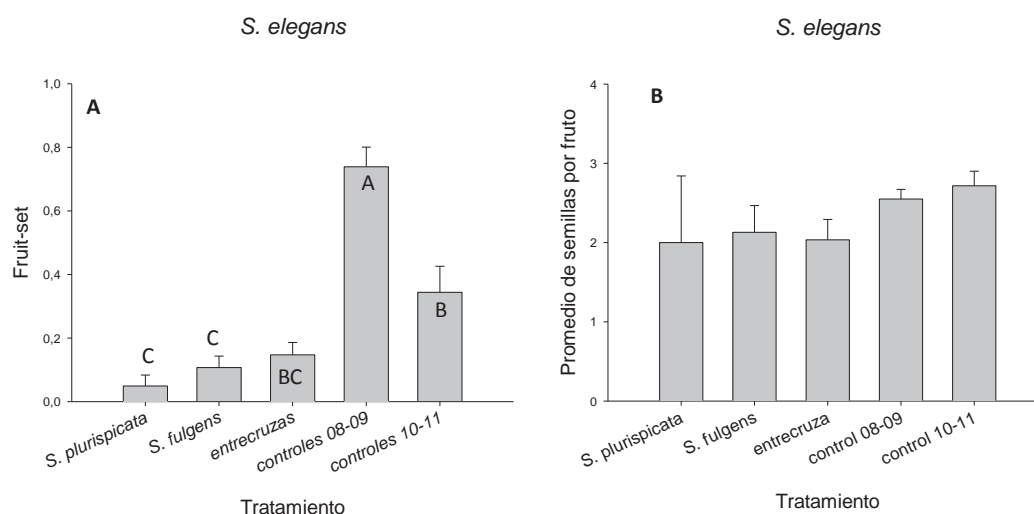 S. elegans
A
1,0
0,8
0,6
0,4
0,2
0,0
Fruit-set
C
C
BC
A
B
S. plurispicata
S. fulgens
entrecruzas
controles 08-09
controles 10-11
Tratamiento
S. elegans
B
4
3
2
1
0
Promedio de semillas por fruto
S. plurispicata
S. fulgens
entrecruza
control 08-09
control 10-11
Tratamiento